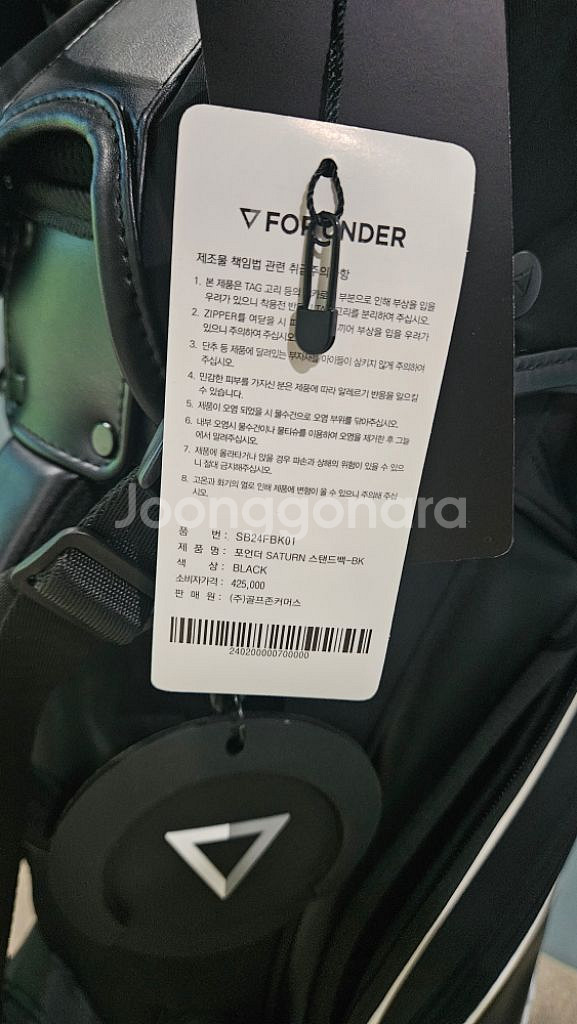 FORUNDER
제조물 책임법 관련 취급주의사항
1. 본 제품은 TAG 고리 등의 부분으로 인해 부상을 입을
우려가 있으니 착용전 반 고리를 분리하여 주십시오.
2. ZIPPER를 여닫을 시 끼어 부상을 입을 우려가
있으니 주의하여 주십시오.
3. 단추 등 제품에 달려있는 부자재를 아이들이 삼키지 않게 주의하여
주십시오.
4. 민감한 피부를 가지신 분은 제품에 따라 알레르기 반응을 일으킬
수 있습니다.
5. 제품이 오염 되었을 시 물수건으로 오염 부위를 닦아주십시오.
6. 내부 오염시 물수건이나 물티슈를 이용하여 오염을 제거한 후 그늘
에서 말려주십시오.
7. 제품에 올라타거나 앉을 경우 파손과 상해의 위험이 있을 수 있으
니 절대 금지해주십시오.
8. 고온과 화기의 열로 인해 제품에 변형이 올 수 있으니 주의해 주십
시오.
Joonggonara
품 번 : SB24FBK01
제 품 명 : 포언더 SATURN 스탠드백-BK
색 상 : BLACK
소비자가격 : 425,000
판 매 원 : (주)골프존커머스
240200000700000